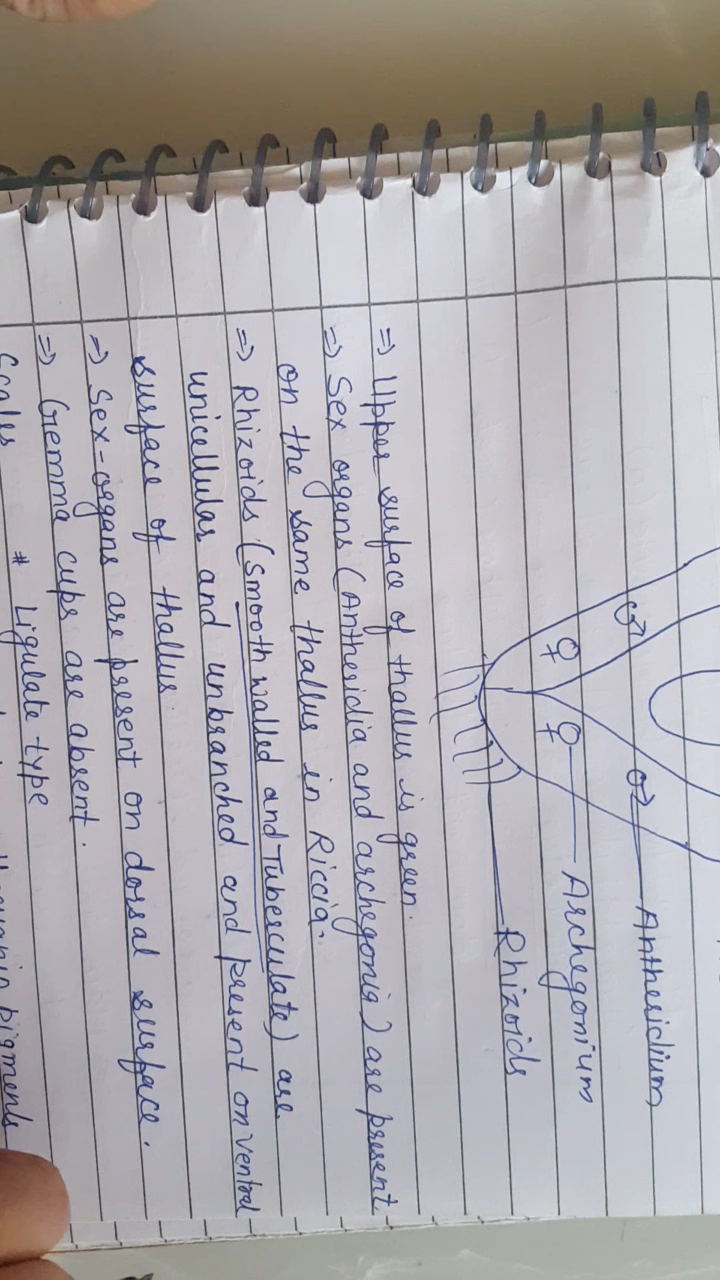 Antheridium
Archegonium
Rhizoids
=> Upper surface of thallus is green.
=> Sex organs (Antheridia and archegonia) are present
on the same thallus in Riccia.
=> Rhizoids (smooth walled and Tuberculate) are
unicellular and unbranched and present on ventral
surface of thallus.
=> Sex-organs are present on dorsal surface.
=> Gemma cups are absent.
Scales # Ligulate type
pigments